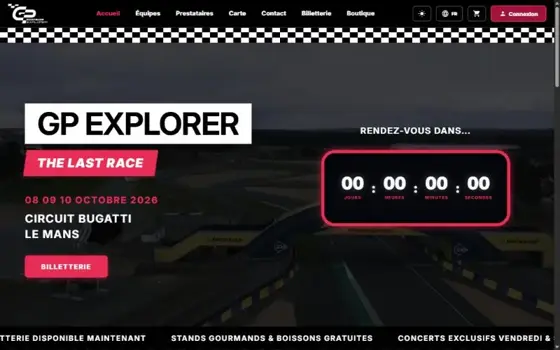 Accueil Équipes Prestataires Carte Contact Billetterie Boutique FR Connexion
GP EXPLORER
THE LAST RACE
08 09 10 OCTOBRE 2026
CIRCUIT BUGATTI
LE MANS
BILLETTERIE
RENDEZ-VOUS DANS...
00 : 00 : 00 : 00
JOURS HEURES MINUTES SECONDES
TTERIE DISPONIBLE MAINTENANT STANDS GOURMANDS & BOISSONS GRATUITES CONCERTS EXCLUSIFS VENDREDI &